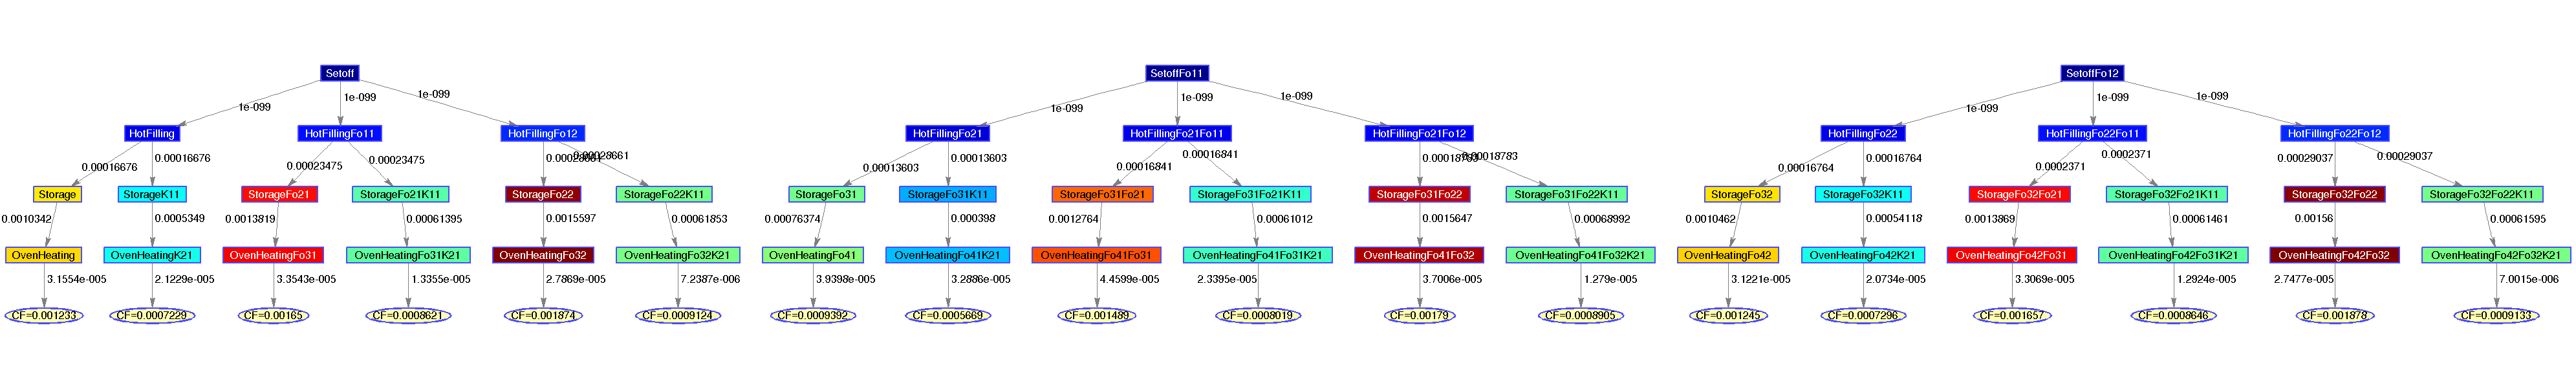 Setoff
SetoffFo11
SetoffFo12
1e-099
1e-099
1e-099
1e-099
1e-099
1e-099
1e-099
1e-099
1e-099
HotFilling
HotFillingFo11
HotFillingFo12
HotFillingFo21
HotFillingFo21Fo11
HotFillingFo21Fo12
HotFillingFo22
HotFillingFo22Fo11
HotFillingFo22Fo12
0.00016676
0.00016676
0.00023475
0.00023475
0.00028661
0.00028661
0.00013603
0.00013603
0.00016841
0.00016841
0.00018783
0.00018783
0.00016764
0.00016764
0.0002371
0.0002371
0.00029037
0.00029037
Storage
StorageK11
StorageFo21
StorageFo21K11
StorageFo22
StorageFo22K11
StorageFo31
StorageFo31K11
StorageFo31Fo21
StorageFo31Fo21K11
StorageFo31Fo22
StorageFo31Fo22K11
StorageFo32
StorageFo32K11
StorageFo32Fo21
StorageFo32Fo21K11
StorageFo32Fo22
StorageFo32Fo22K11
0.0010342
0.0005349
0.0013819
0.00061395
0.0015597
0.00061853
0.00076374
0.000398
0.0012764
0.00061012
0.0015647
0.00068992
0.0010462
0.00054118
0.0013869
0.00061461
0.00156
0.00061595
OvenHeating
OvenHeatingK21
OvenHeatingFo31
OvenHeatingFo31K21
OvenHeatingFo32
OvenHeatingFo32K21
OvenHeatingFo41
OvenHeatingFo41K21
OvenHeatingFo41Fo31
OvenHeatingFo41Fo31K21
OvenHeatingFo41Fo32
OvenHeatingFo41Fo32K21
OvenHeatingFo42
OvenHeatingFo42K21
OvenHeatingFo42Fo31
OvenHeatingFo42Fo31K21
OvenHeatingFo42Fo32
OvenHeatingFo42Fo32K21
3.1554e-005
2.1229e-005
3.3543e-005
1.3355e-005
2.7869e-005
7.2387e-006
3.9398e-005
3.2886e-005
4.4599e-005
2.3395e-005
3.7006e-005
1.279e-005
3.1221e-005
2.0734e-005
3.3069e-005
1.2924e-005
2.7477e-005
7.0015e-006
CF=0.001233
CF=0.0007229
CF=0.00165
CF=0.0008621
CF=0.001874
CF=0.0009124
CF=0.0009392
CF=0.0005669
CF=0.001489
CF=0.0008019
CF=0.00179
CF=0.0008905
CF=0.001245
CF=0.0007296
CF=0.001657
CF=0.0008646
CF=0.001878
CF=0.0009133